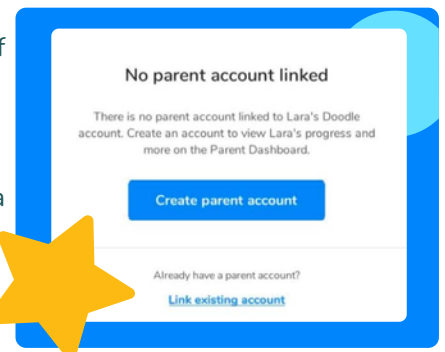 f
No parent account linked
There is no parent account linked to Lara's Doodle
account. Create an account to view Lara's progress and
more on the Parent Dashboard.
a
Create parent account
Already have a parent account?
Link existing account